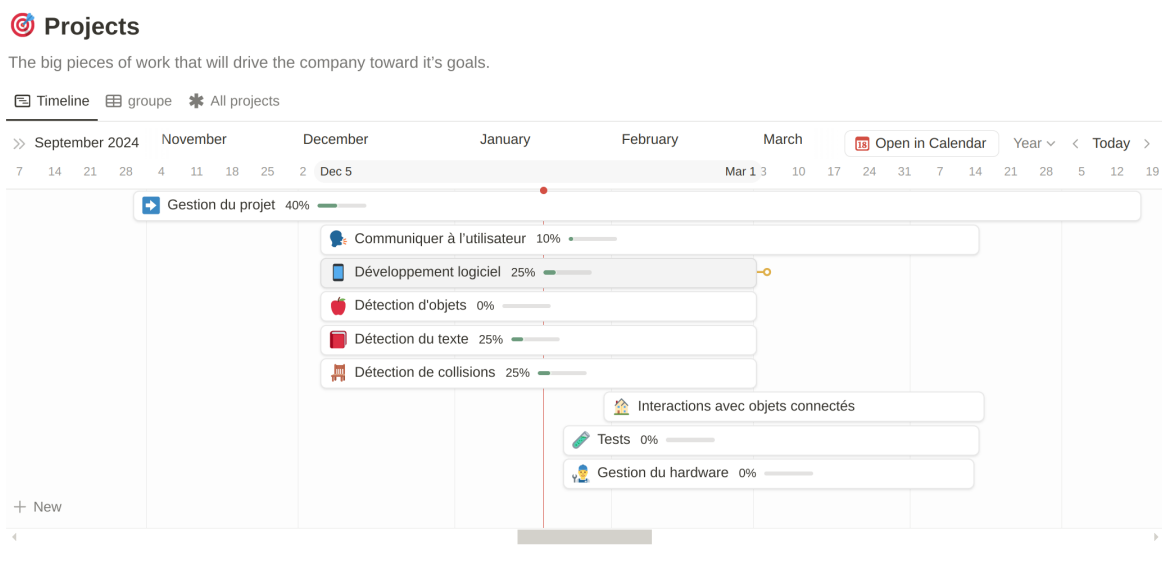 Projects
The big pieces of work that will drive the company toward it's goals.
Timeline groupe All projects
September 2024 November December January February March 18 Open in Calendar Year Today
7 14 21 28 4 11 18 25 2 Dec 5 Mar 1 3 10 17 24 31 7 14 21 28 5 12 19
Gestion du projet 40%
Communiquer à l'utilisateur 10%
Développement logiciel 25%
Détection d'objets 0%
Détection du texte 25%
Détection de collisions 25%
Interactions avec objets connectés
Tests 0%
Gestion du hardware 0%
New